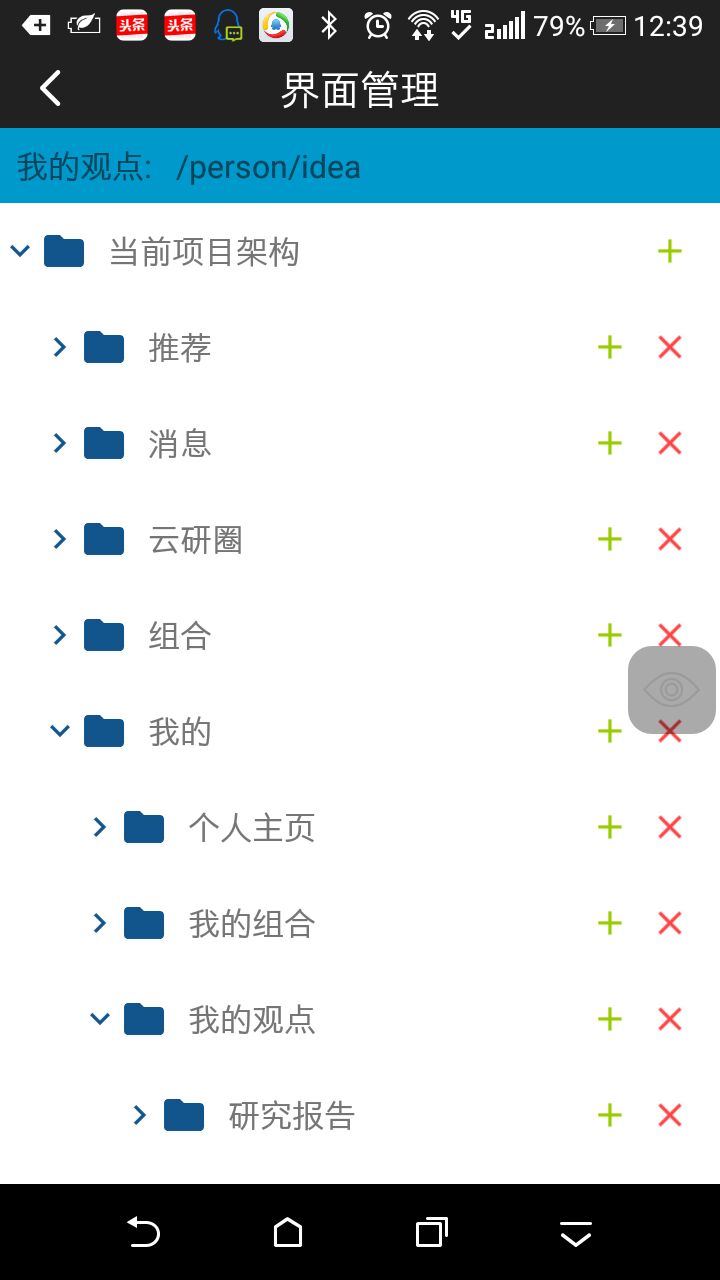 头条 头条 4G 2 79% 12:39
界面管理
我的观点: /person/idea
当前项目架构
推荐
消息
云研圈
组合
我的
个人主页
我的组合
我的观点
研究报告